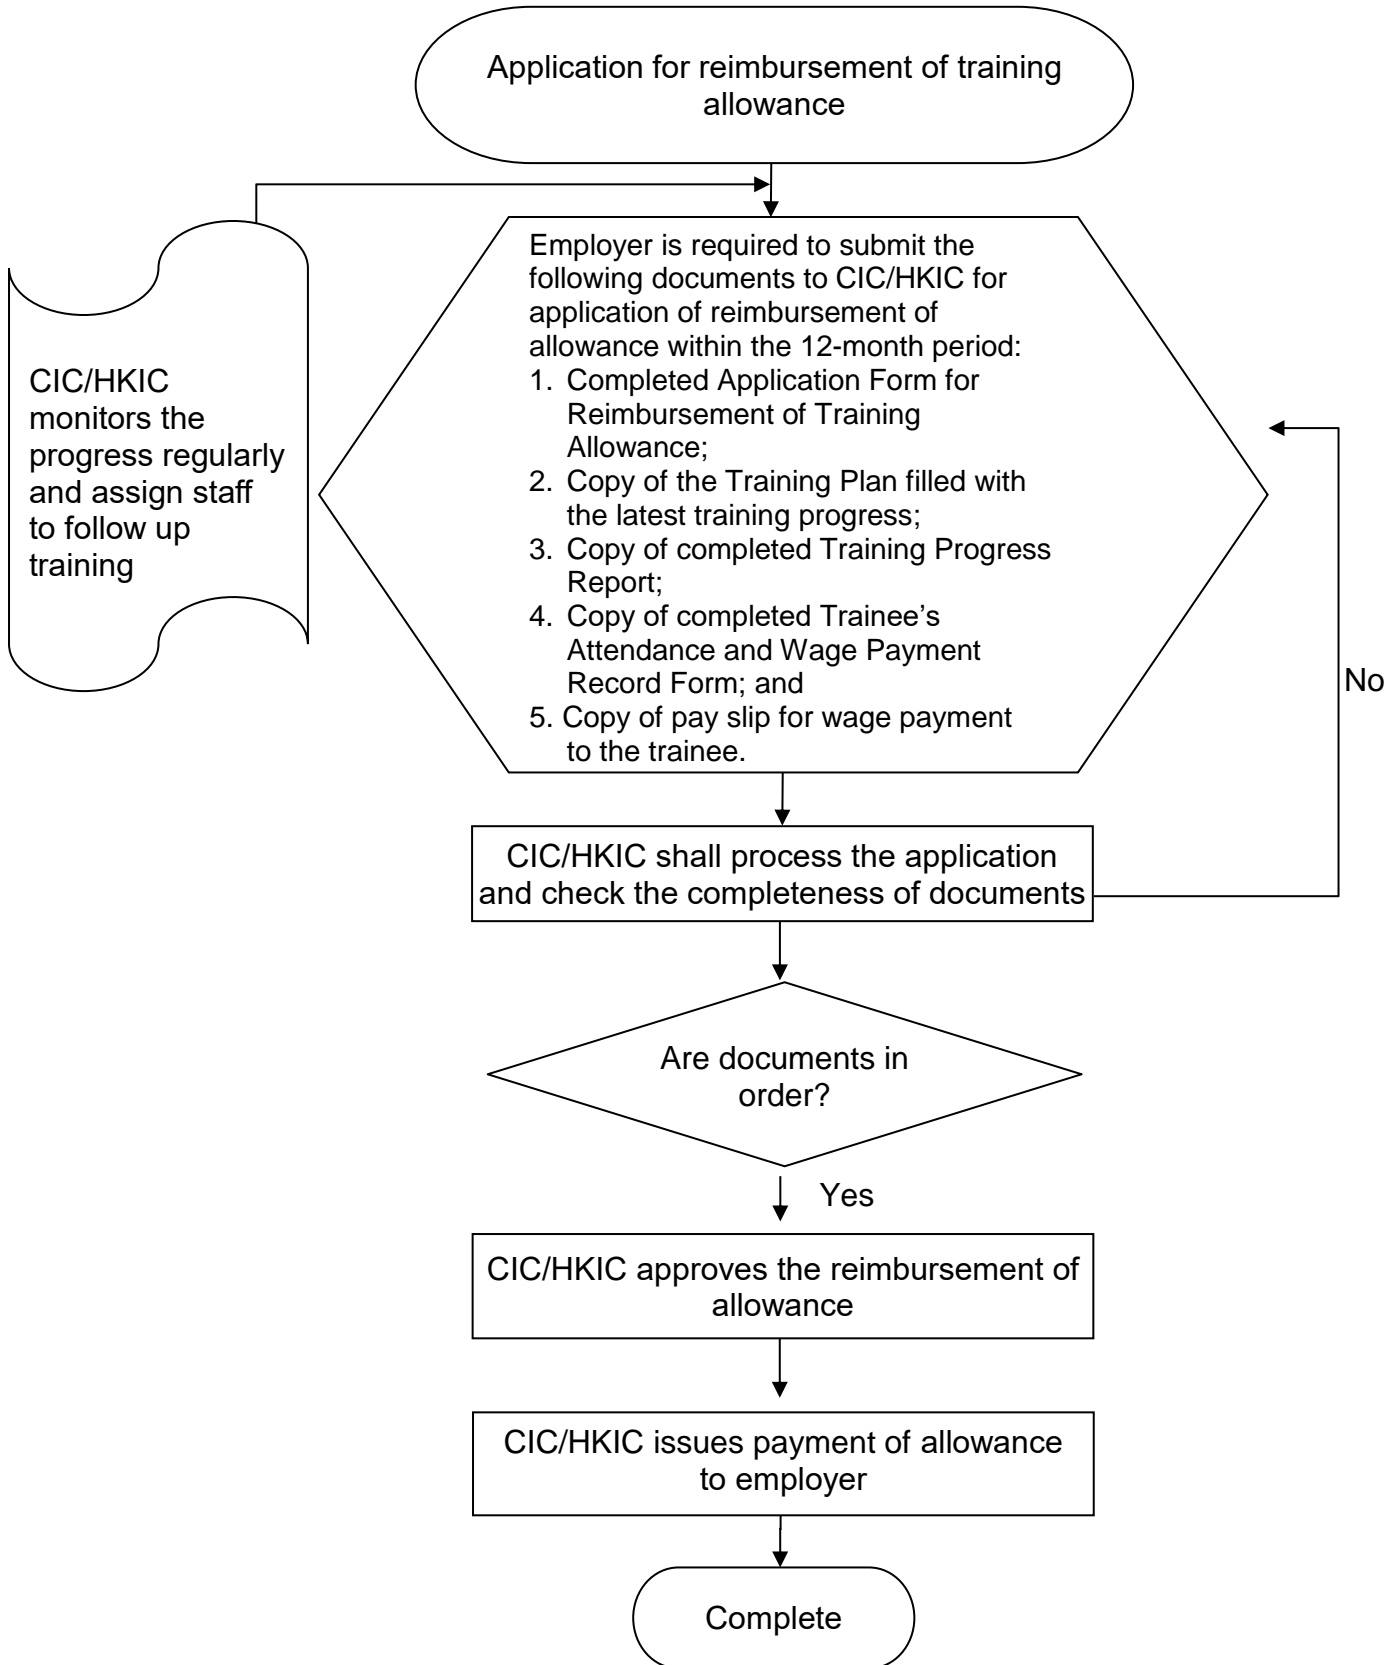 Application for reimbursement of training
allowance
CIC/HKIC
monitors the
progress regularly
and assign staff
to follow up
training
Employer is required to submit the
following documents to CIC/HKIC for
application of reimbursement of
allowance within the 12-month period:
1. Completed Application Form for
Reimbursement of Training
Allowance;
2. Copy of the Training Plan filled with
the latest training progress;
3. Copy of completed Training Progress
Report;
4. Copy of completed Trainee’s
Attendance and Wage Payment
Record Form; and
5. Copy of pay slip for wage payment
to the trainee.
No
CIC/HKIC shall process the application
and check the completeness of documents
Are documents in
order?
Yes
CIC/HKIC approves the reimbursement of
allowance
CIC/HKIC issues payment of allowance
to employer
Complete